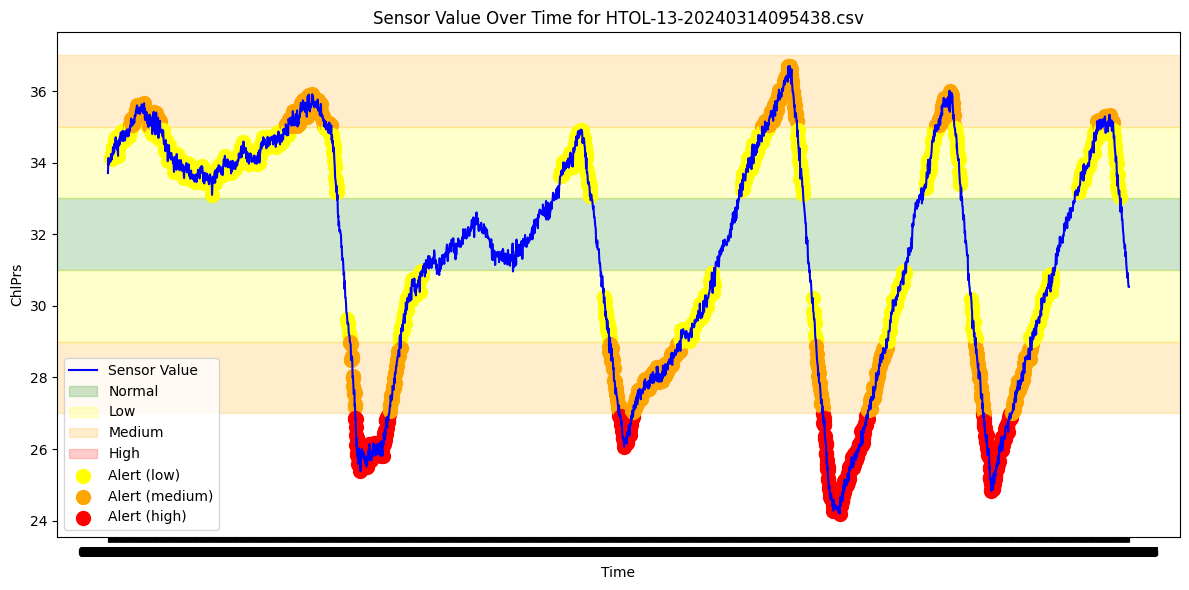 Sensor Value Over Time for HTOL-13-20240314095438.csv
36
34
32
30
28
26
24
ChlPrs
Sensor Value
Normal
Low
Medium
High
Alert (low)
Alert (medium)
Alert (high)
Time